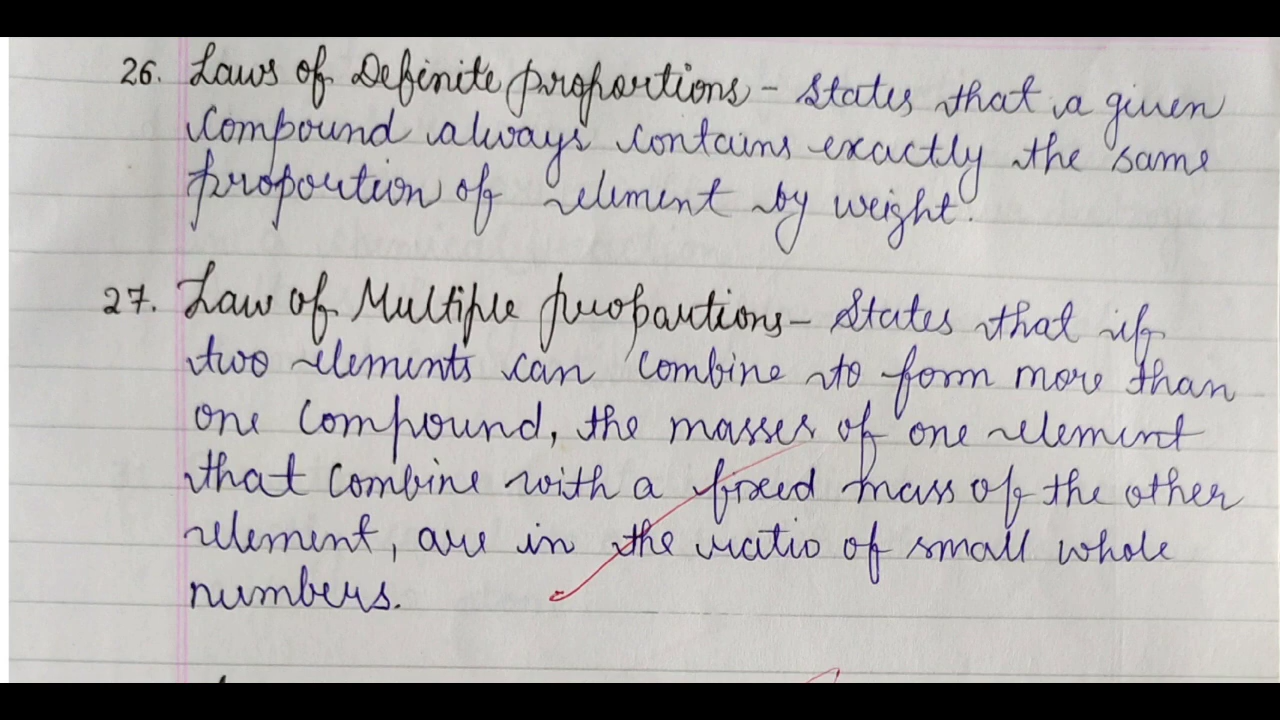 26. Laws of Definite proportions - states that a given
compound always contains exactly the same
proportion of element by weight.
27. Law of Multiple proportions - States that if
two elements can combine to form more than
one compound, the masses of one element
that combine with a fixed mass of the other
element, are in the ratio of small whole
numbers.